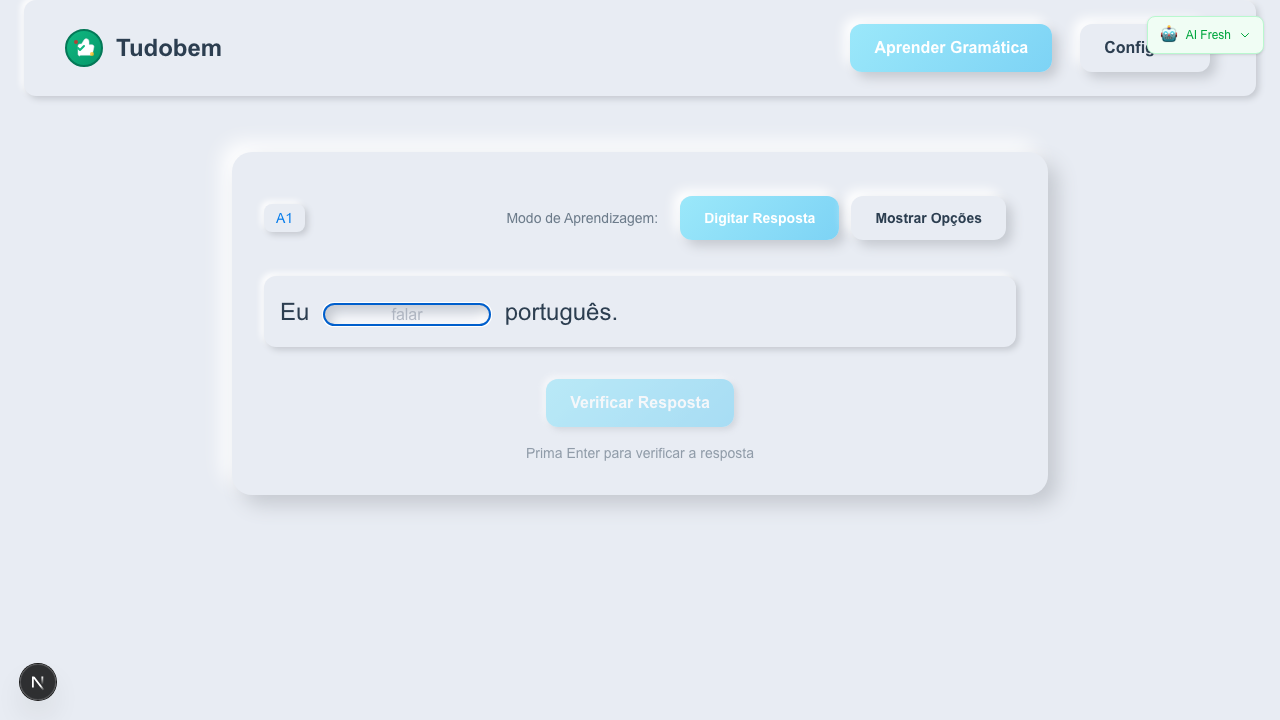 Tudobem
Aprender Gramática
Config
AI Fresh
A1
Modo de Aprendizagem:
Digitar Resposta
Mostrar Opções
Eu falar português.
Verificar Resposta
Prima Enter para verificar a resposta
N